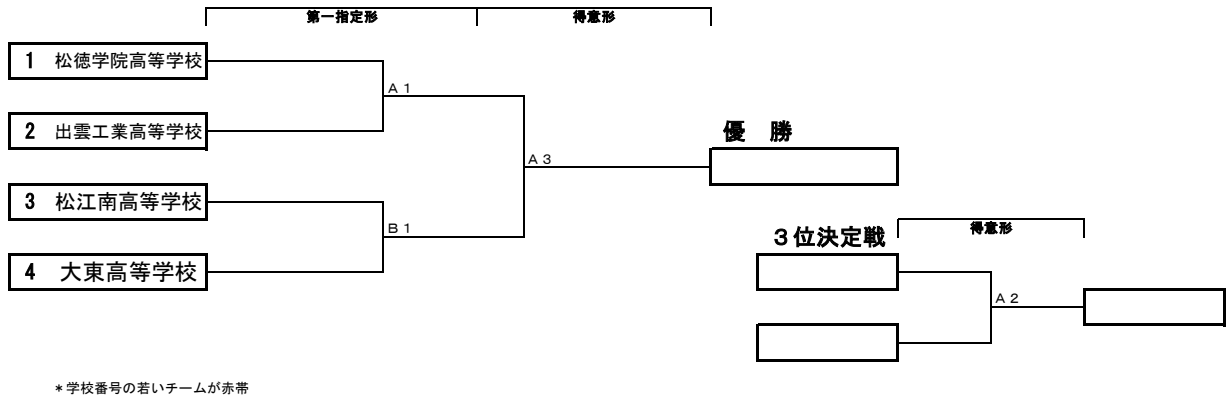 第一指定形 得意形
1 松徳学院高等学校
A1
2 出雲工業高等学校
優 勝
A3
3 松江南高等学校
B1
3位決定戦 得意形
4 大東高等学校
A2
*学校番号の若いチームが赤帯